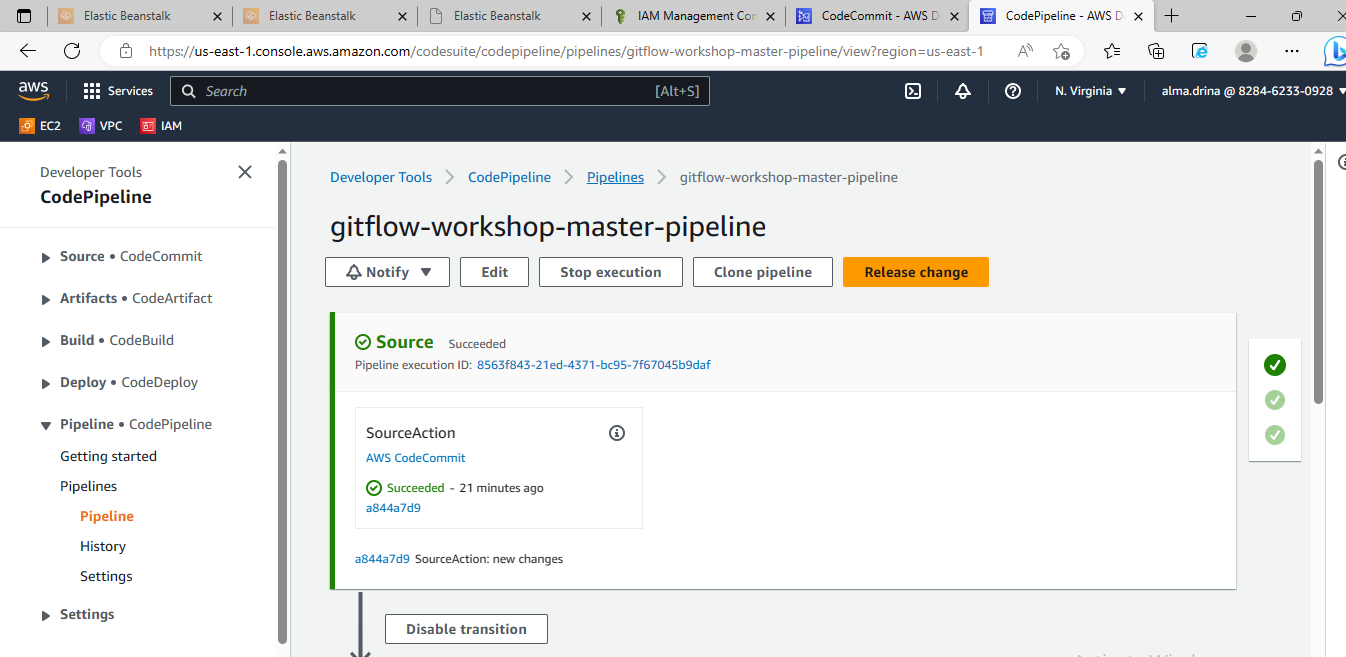 Elastic Beanstalk
Elastic Beanstalk
Elastic Beanstalk
IAM Management Con
CodeCommit - AWS D
CodePipeline - AWS D
https://us-east-1.console.aws.amazon.com/codesuite/codepipeline/pipelines/gitflow-workshop-master-pipeline/view?region=us-east-1
aws Services Search [Alt+S] N. Virginia alma.drina @ 8284-6233-0928
EC2 VPC IAM
Developer Tools
CodePipeline
Source • CodeCommit
Artifacts • CodeArtifact
Build • CodeBuild
Deploy • CodeDeploy
Pipeline • CodePipeline
Getting started
Pipelines
Pipeline
History
Settings
Settings
Developer Tools CodePipeline Pipelines gitflow-workshop-master-pipeline
gitflow-workshop-master-pipeline
Notify Edit Stop execution Clone pipeline Release change
Source Succeeded
Pipeline execution ID: 8563f843-21ed-4371-bc95-7f67045b9daf
SourceAction
AWS CodeCommit
Succeeded - 21 minutes ago
a844a7d9
a844a7d9 SourceAction: new changes
Disable transition